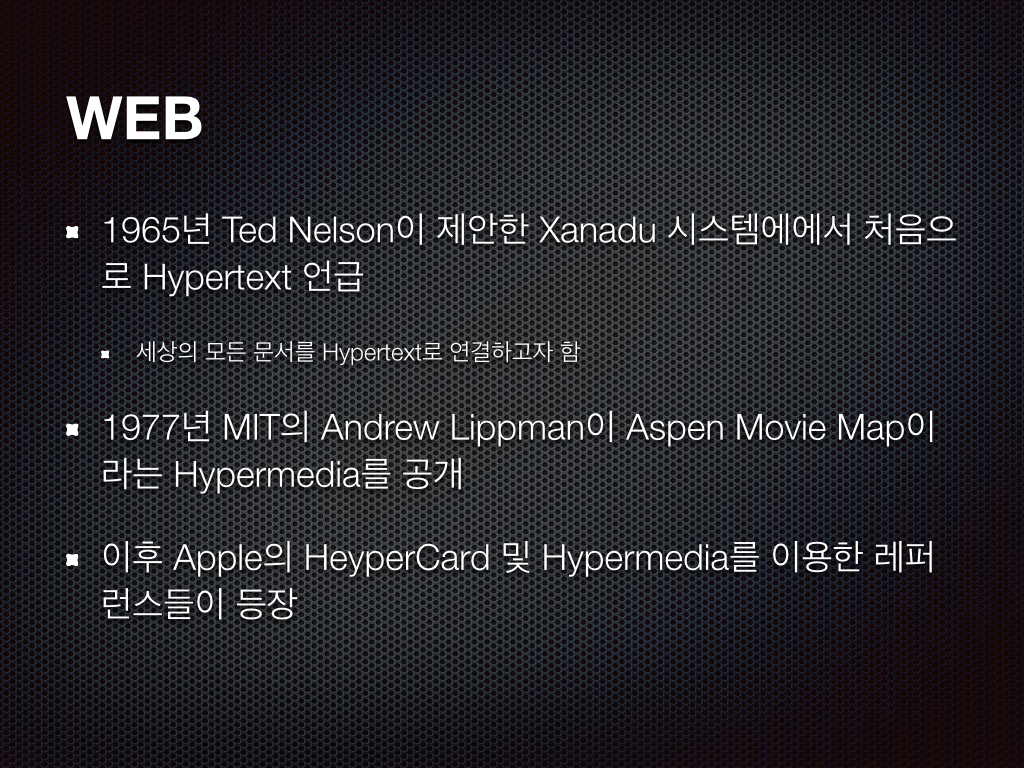 WEB
1965년 Ted Nelson이 제안한 Xanadu 시스템에에서 처음으
로 Hypertext 언급
세상의 모든 문서를 Hypertext로 연결하고자 함
1977년 MIT의 Andrew Lippman이 Aspen Movie Map이
라는 Hypermedia를 공개
이후 Apple의 HeyperCard 및 Hypermedia를 이용한 레퍼
런스들이 등장